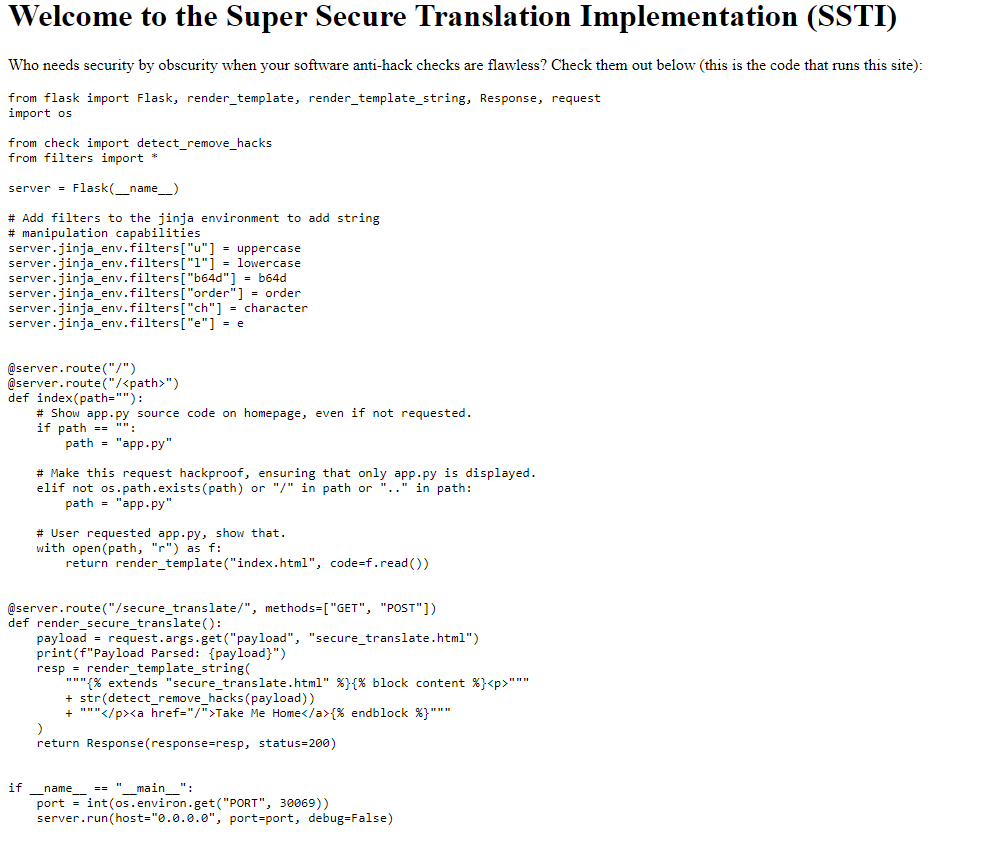 Welcome to the Super Secure Translation Implementation (SSTI)
Who needs security by obscurity when your software anti-hack checks are flawless? Check them out below (this is the code that runs this site):
from flask import Flask, render_template, render_template_string, Response, request
import os

from check import detect_remove_hacks
from filters import *

server = Flask(__name__)

# Add filters to the jinja environment to add string
# manipulation capabilities
server.jinja_env.filters["u"] = uppercase
server.jinja_env.filters["l"] = lowercase
server.jinja_env.filters["b64d"] = b64d
server.jinja_env.filters["order"] = order
server.jinja_env.filters["ch"] = character
server.jinja_env.filters["e"] = e


@server.route("/")
@server.route("/<path>")
def index(path=""):
    # Show app.py source code on homepage, even if not requested.
    if path == "":
        path = "app.py"

    # Make this request hackproof, ensuring that only app.py is displayed.
    elif not os.path.exists(path) or "/" in path or ".." in path:
        path = "app.py"

    # User requested app.py, show that.
    with open(path, "r") as f:
        return render_template("index.html", code=f.read())


@server.route("/secure_translate/", methods=["GET", "POST"])
def render_secure_translate():
    payload = request.args.get("payload", "secure_translate.html")
    print(f"Payload Parsed: {payload}")
    resp = render_template_string(
        """{% extends "secure_translate.html" %}{% block content %}<p>"""
        + str(detect_remove_hacks(payload))
        + """</p><a href="/">Take Me Home</a>{% endblock %}"""
    )
    return Response(response=resp, status=200)


if __name__ == "__main__":
    port = int(os.environ.get("PORT", 30069))
    server.run(host="0.0.0.0", port=port, debug=False)